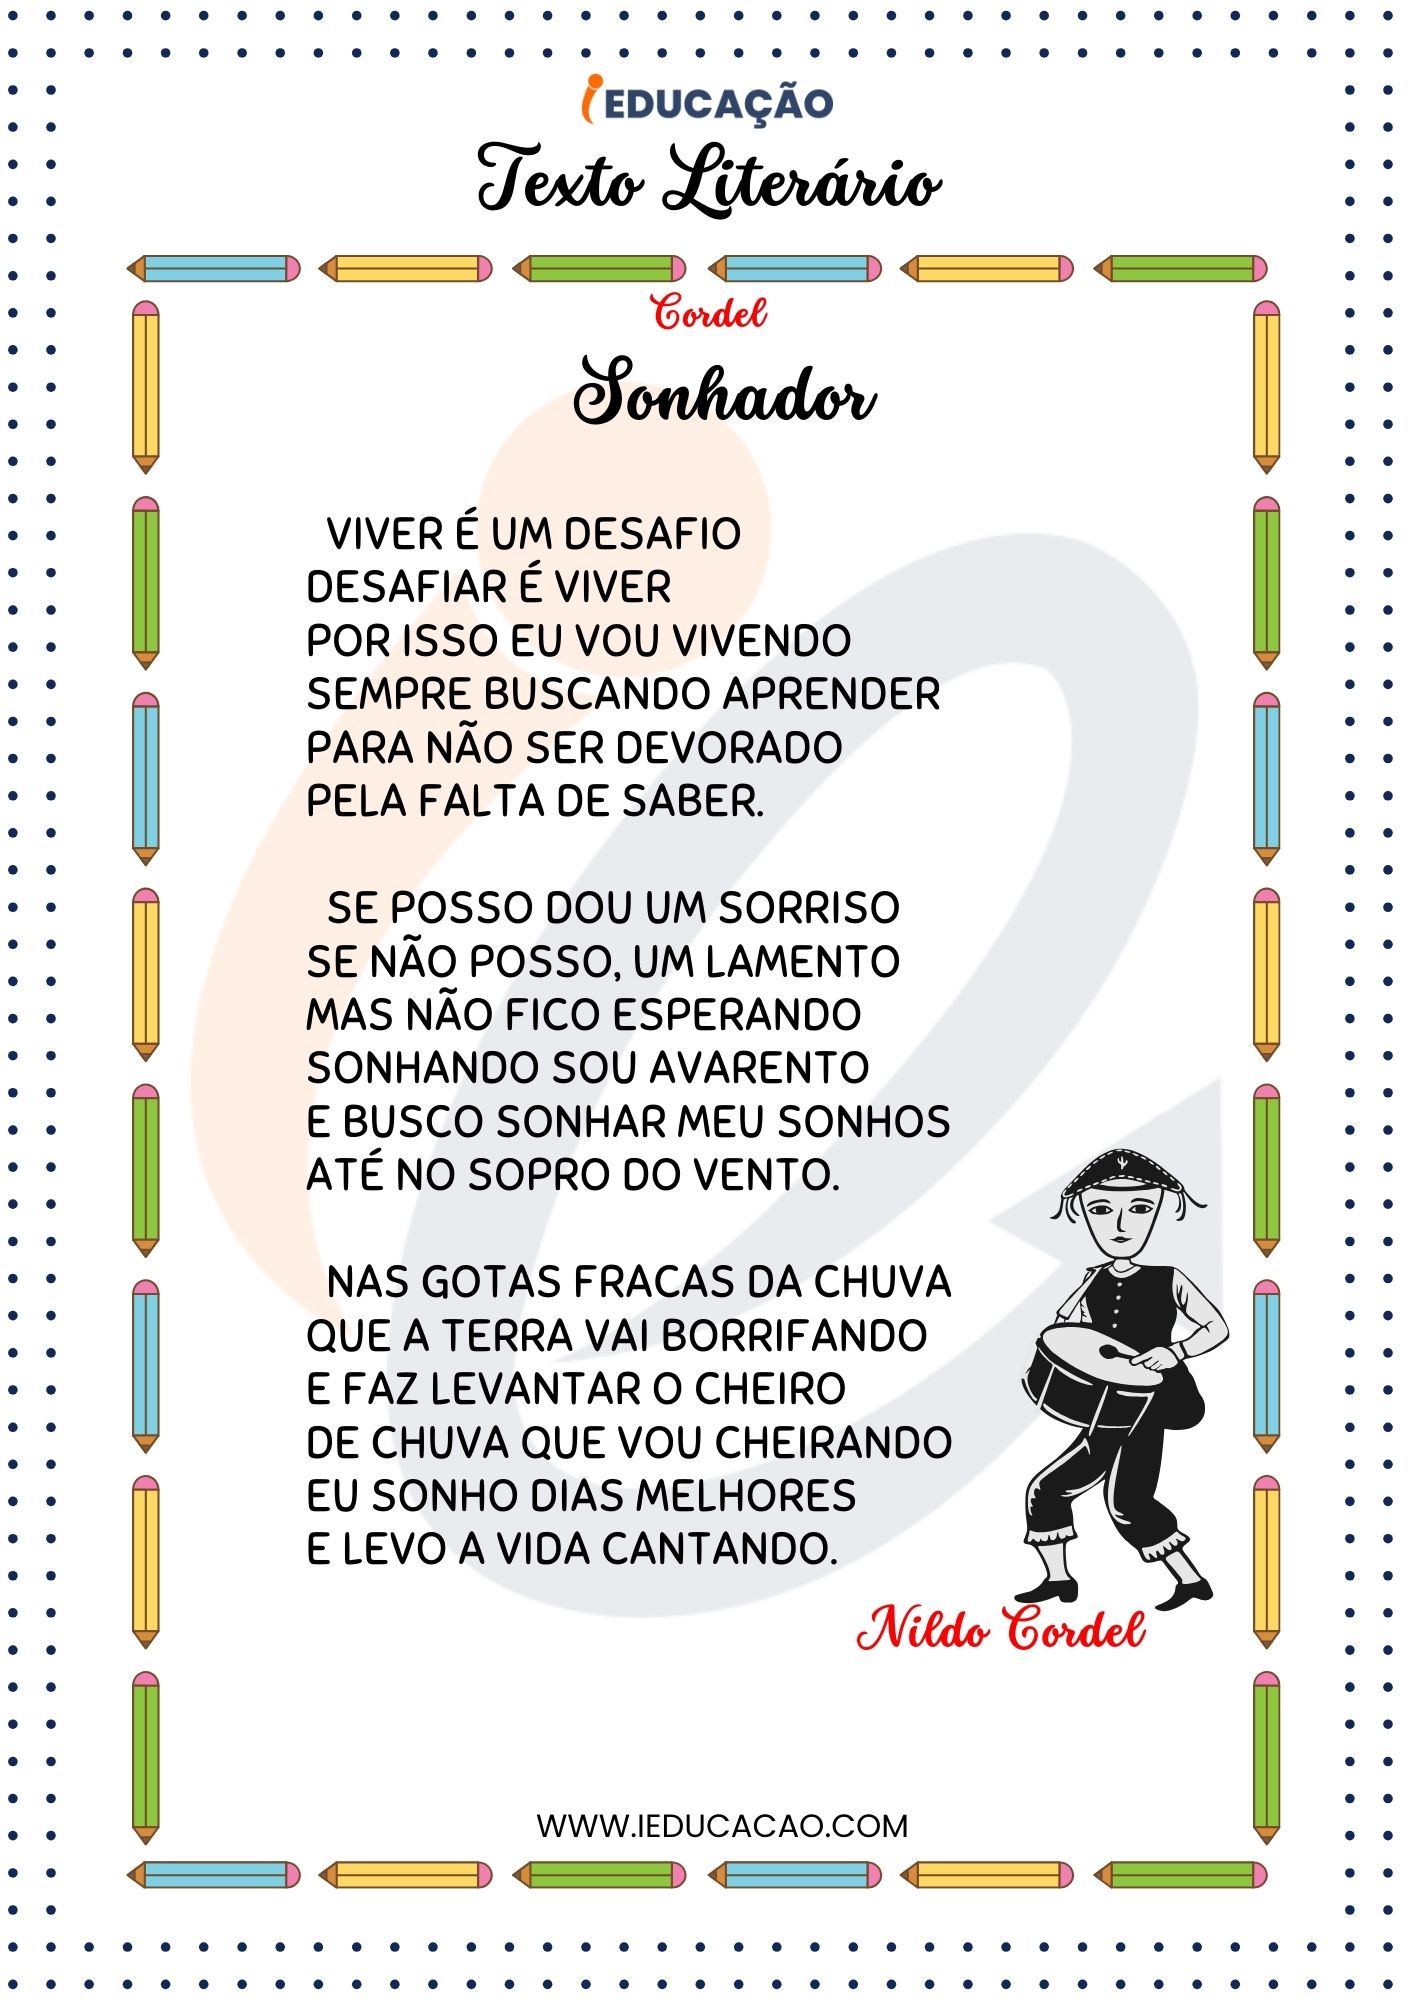 iEDUCAÇÃO
Texto Literário
Cordel
Sonhador
VIVER É UM DESAFIO
DESAFIAR É VIVER
POR ISSO EU VOU VIVENDO
SEMPRE BUSCANDO APRENDER
PARA NÃO SER DEVORADO
PELA FALTA DE SABER.
SE POSSO DOU UM SORRISO
SE NÃO POSSO, UM LAMENTO
MAS NÃO FICO ESPERANDO
SONHANDO SOU AVARENTO
E BUSCO SONHAR MEU SONHOS
ATÉ NO SOPRO DO VENTO.
NAS GOTAS FRACAS DA CHUVA
QUE A TERRA VAI BORRIFANDO
E FAZ LEVANTAR O CHEIRO
DE CHUVA QUE VOU CHEIRANDO
EU SONHO DIAS MELHORES
E LEVO A VIDA CANTANDO.
Nildo Cordel
WWW.IEDUCACAO.COM